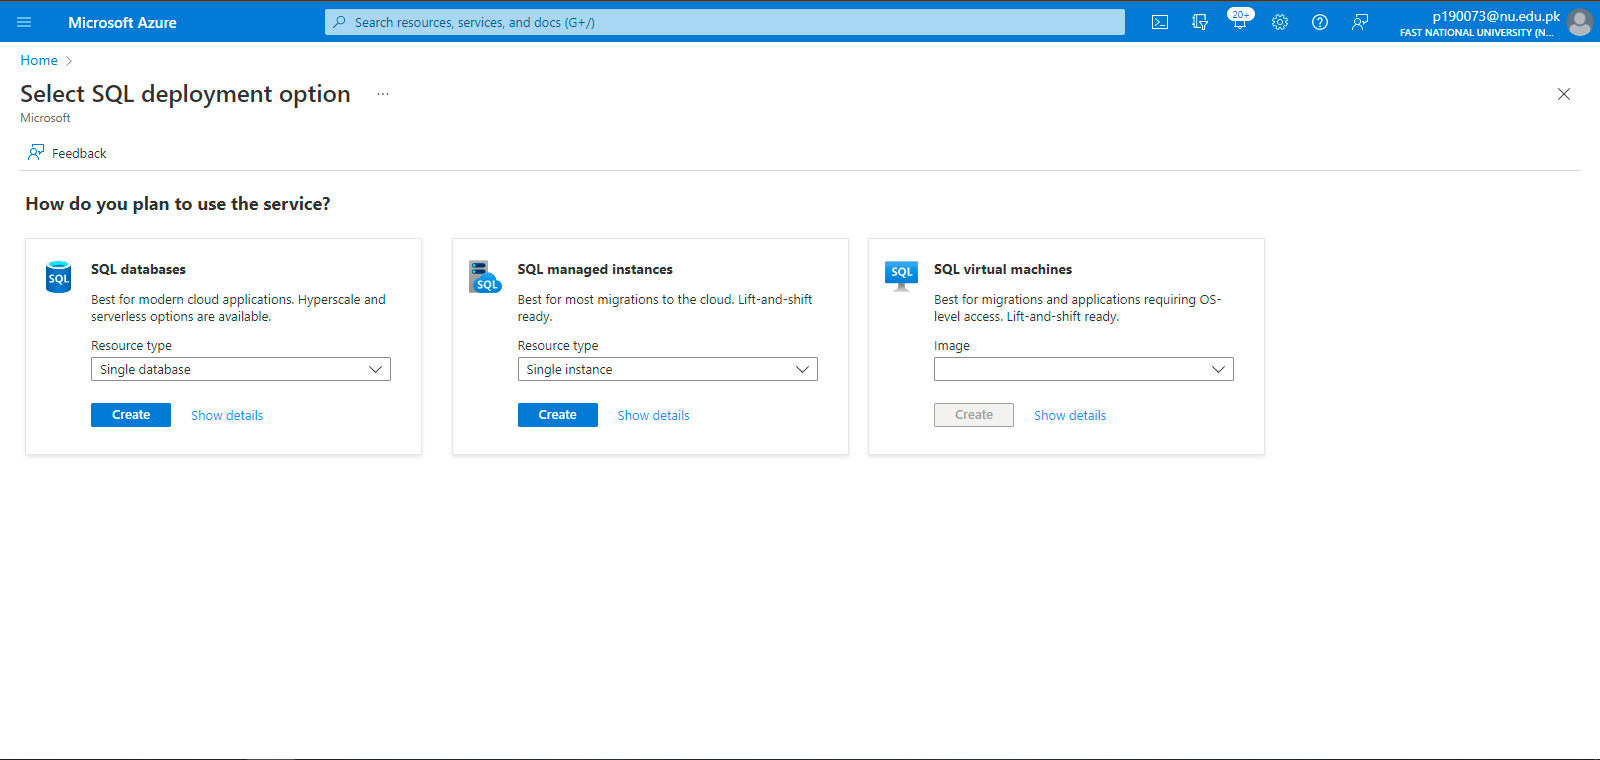 Microsoft Azure
Search resources, services, and docs (G+/)
20+
p190073@nu.edu.pk
FAST NATIONAL UNIVERSITY (N...
Home
Select SQL deployment option
...
Microsoft
Feedback
How do you plan to use the service?
SQL
SQL databases
Best for modern cloud applications. Hyperscale and
serverless options are available.
Resource type
Single database
Create
Show details
SQL
SQL managed instances
Best for most migrations to the cloud. Lift-and-shift
ready.
Resource type
Single instance
Create
Show details
SQL
SQL virtual machines
Best for migrations and applications requiring OS-
level access. Lift-and-shift ready.
Image
Create
Show details